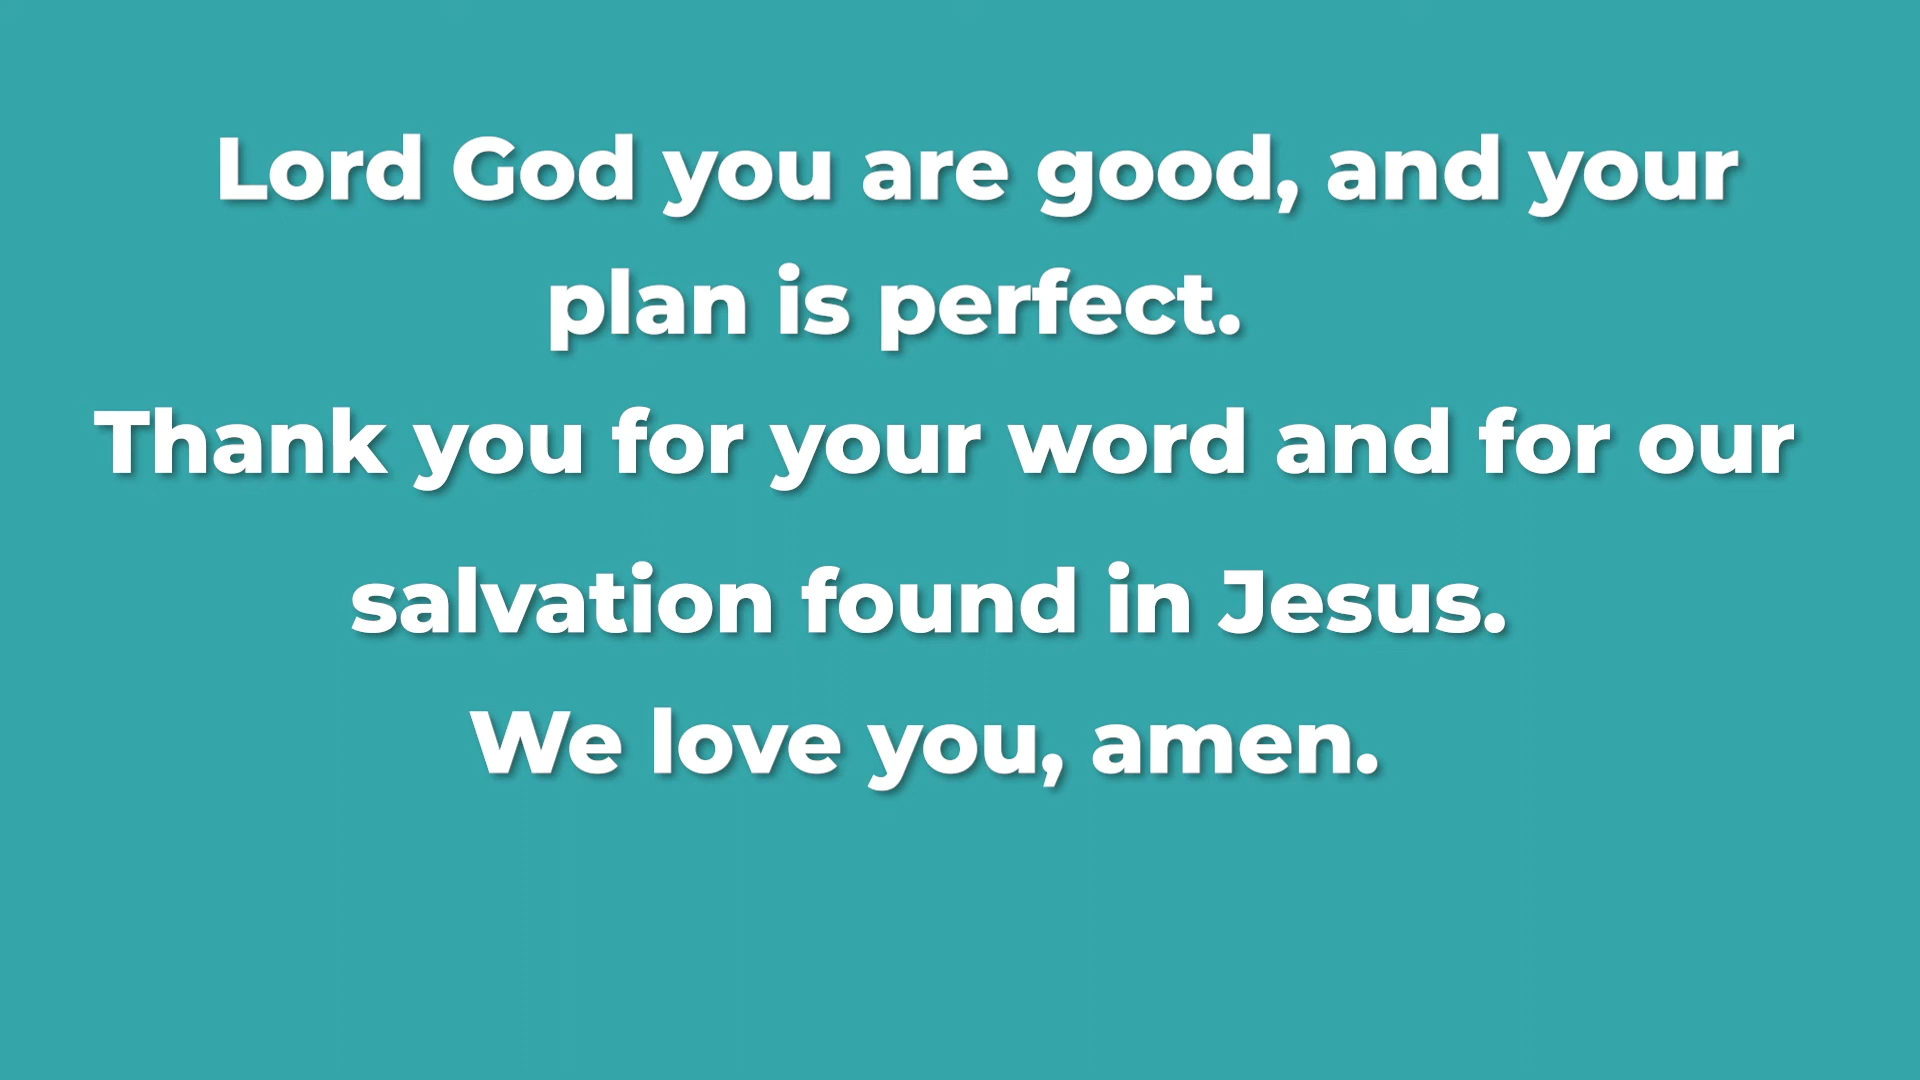 Lord God you are good, and your
plan is perfect.
Thank you for your word and for our
salvation found in Jesus.
We love you, amen.